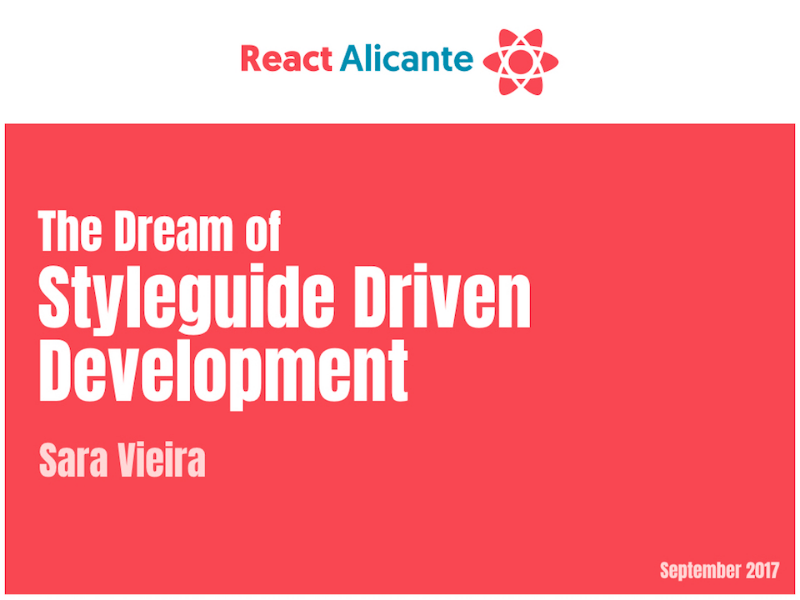 React Alicante
The Dream of
Styleguide Driven
Development
Sara Vieira
September 2017